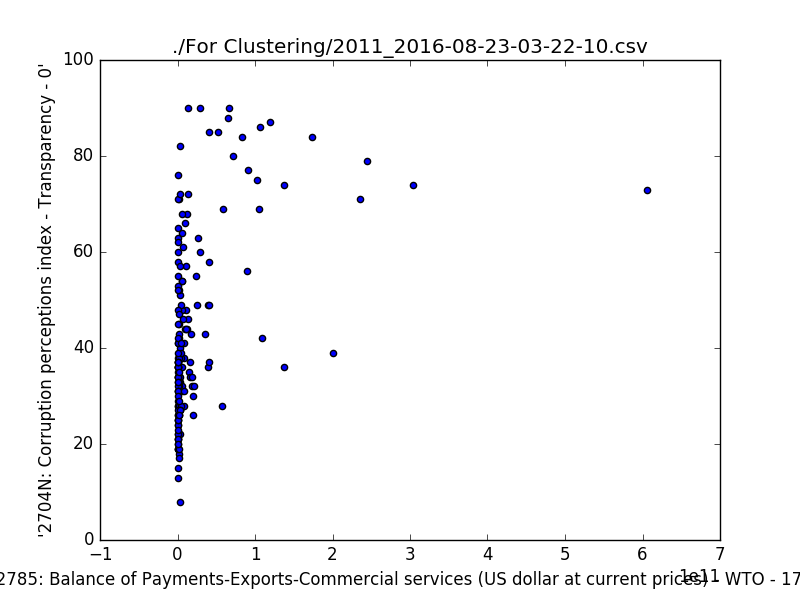 ./For Clustering/2011_2016-08-23-03-22-10.csv
100
80
60
40
20
0
'2704N: Corruption perceptions index - Transparency - 0'
−1 0 1 2 3 4 5 6 7
1e11
2785: Balance of Payments-Exports-Commercial services (US dollar at current prices) - WTO - 17